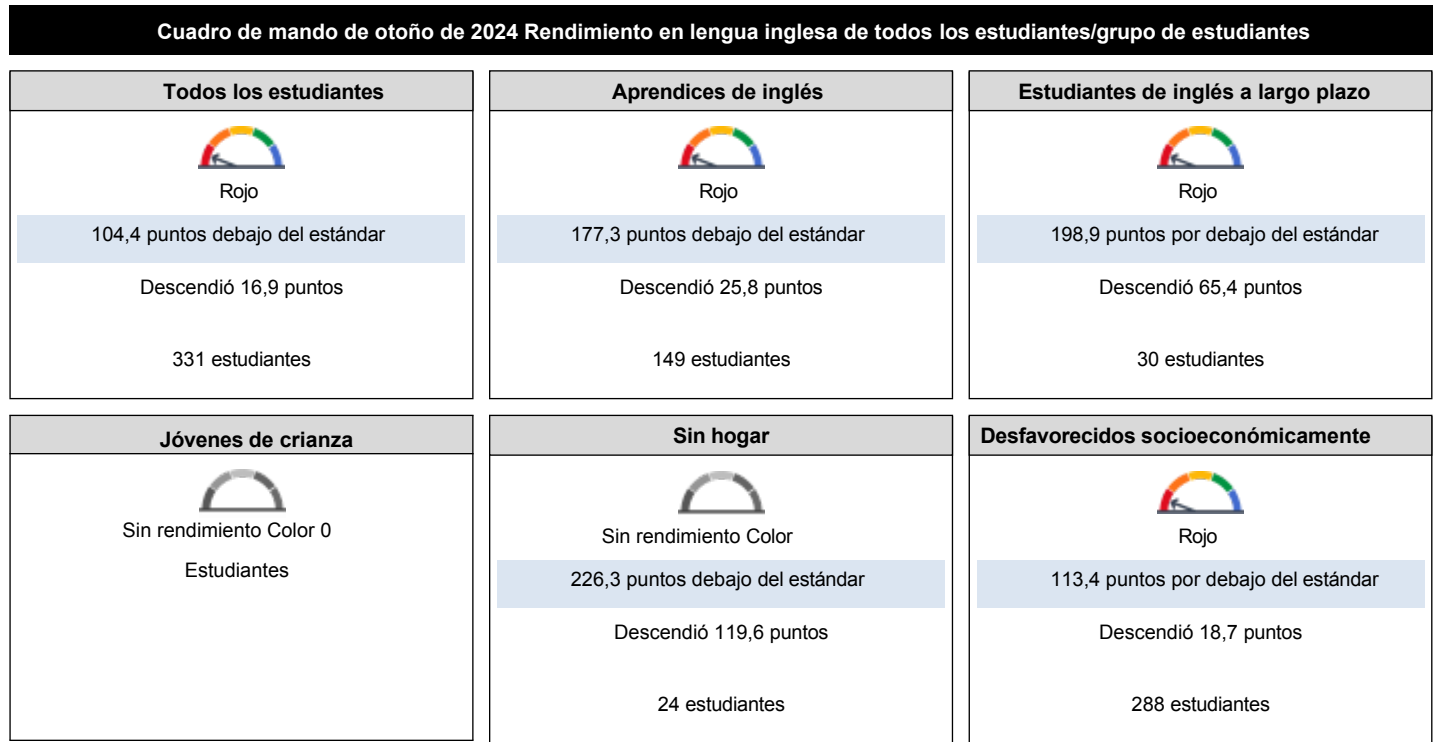 Cuadro de mando de otoño de 2024 Rendimiento en lengua inglesa de todos los estudiantes/grupo de estudiantes
Todos los estudiantes
Rojo
104,4 puntos debajo del estándar
Descendió 16,9 puntos
331 estudiantes
Aprendices de inglés
Rojo
177,3 puntos debajo del estándar
Descendió 25,8 puntos
149 estudiantes
Estudiantes de inglés a largo plazo
Rojo
198,9 puntos por debajo del estándar
Descendió 65,4 puntos
30 estudiantes
Jóvenes de crianza
Sin rendimiento Color 0
Estudiantes
Sin hogar
Sin rendimiento Color
226,3 puntos debajo del estándar
Descendió 119,6 puntos
24 estudiantes
Desfavorecidos socioeconómicamente
Rojo
113,4 puntos por debajo del estándar
Descendió 18,7 puntos
288 estudiantes